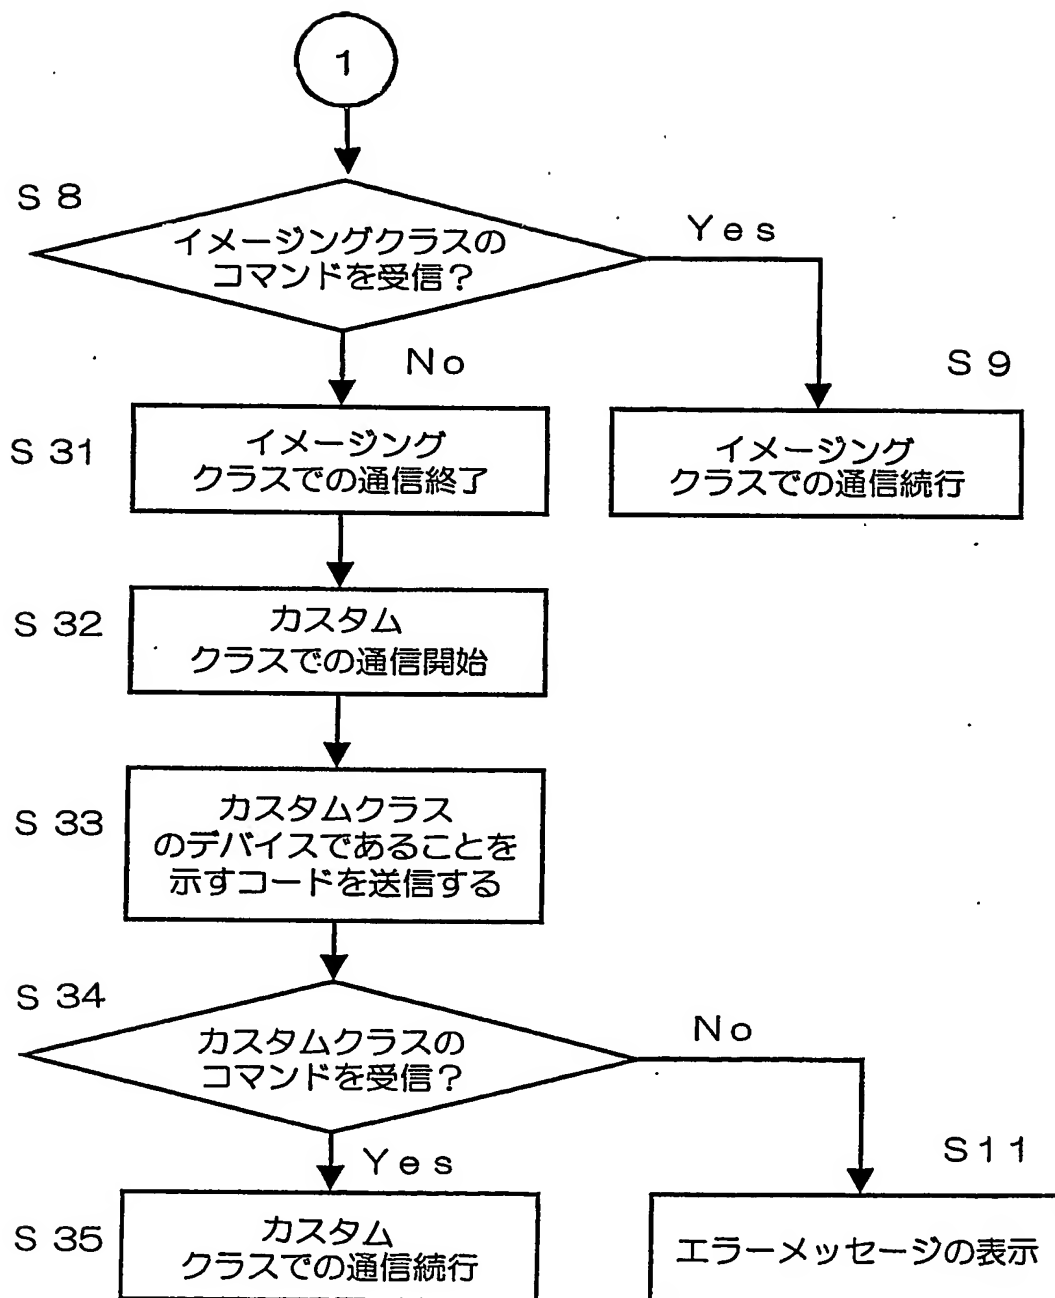 1
S 8
イメージングクラスの
コマンドを受信？
Yes
No
S 9
S 31
イメージング
クラスでの通信終了
イメージング
クラスでの通信続行
S 32
カスタム
クラスでの通信開始
S 33
カスタムクラス
のデバイスであることを
示すコードを送信する
S 34
カスタムクラスの
コマンドを受信？
No
Yes
S11
S 35
カスタム
クラスでの通信続行
エラーメッセージの表示